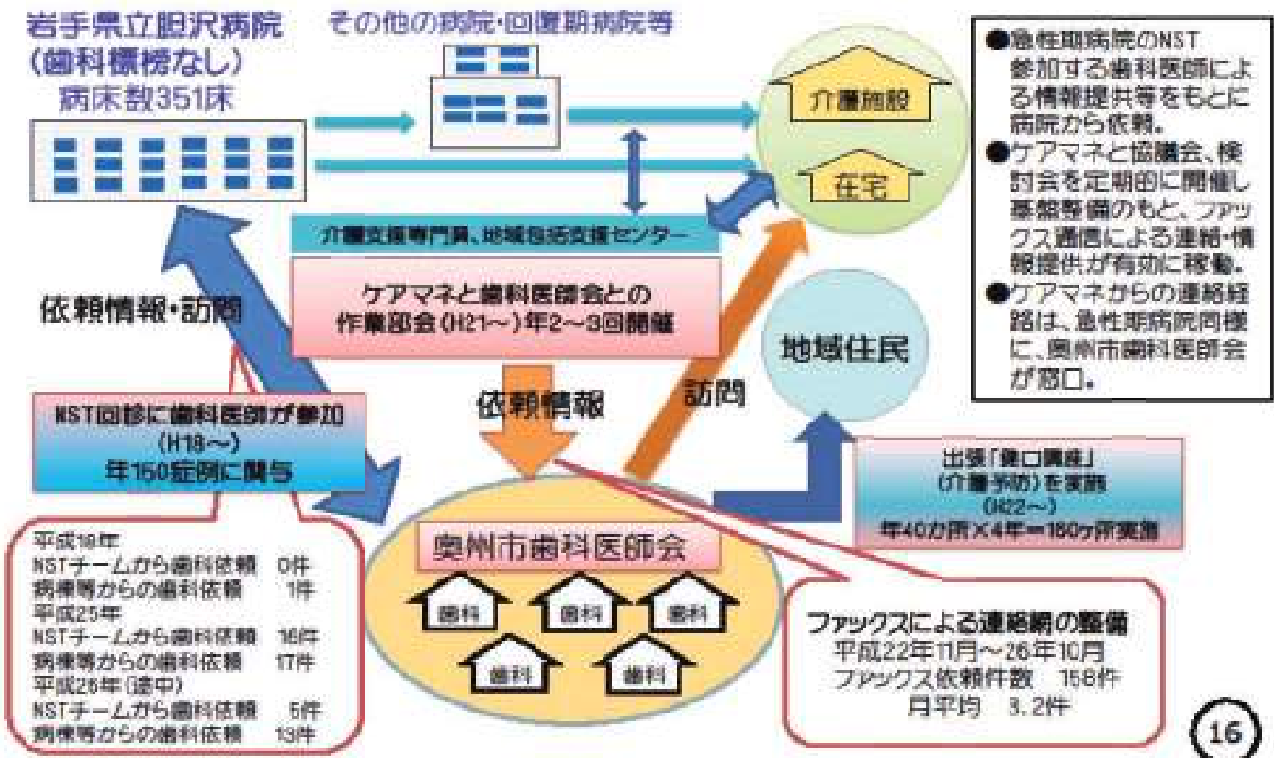 岩手県立胆沢病院
(歯科標榜なし)
病床数351床
その他の病院・回復期病院等
介護施設
在宅
●急性期病院のNST
参加する歯科医師によ
る情報提供等をもとに
病院から依頼。
●ケアマネと協議会、検
討会を定期的に開催し
基盤整備のもと、ファッ
クス通信による連絡・情
報提供が有効に稼働。
●ケアマネからの連絡経
路は、急性期病院同様
に、奥州市歯科医師会
が窓口。
介護支援専門員、地域包括支援センター
ケアマネと歯科医師会との
作業部会(H21～)年2～3回開催
依頼情報・訪問
地域住民
依頼情報
訪問
NST回診に歯科医師が参加
(H18～)
年150症例に関与
出張「健口講座」
(介護予防)を実施
(H22～)
年40か所×4年＝160ヶ所実施
平成18年
NSTチームから歯科依頼 0件
病棟等からの歯科依頼 1件
平成25年
NSTチームから歯科依頼 16件
病棟等からの歯科依頼 17件
平成26年(途中)
NSTチームから歯科依頼 5件
病棟等からの歯科依頼 13件
奥州市歯科医師会
歯科 歯科 歯科
歯科 歯科
ファックスによる連絡網の整備
平成22年11月～26年10月
ファックス依頼件数 158件
月平均 3.2件
16